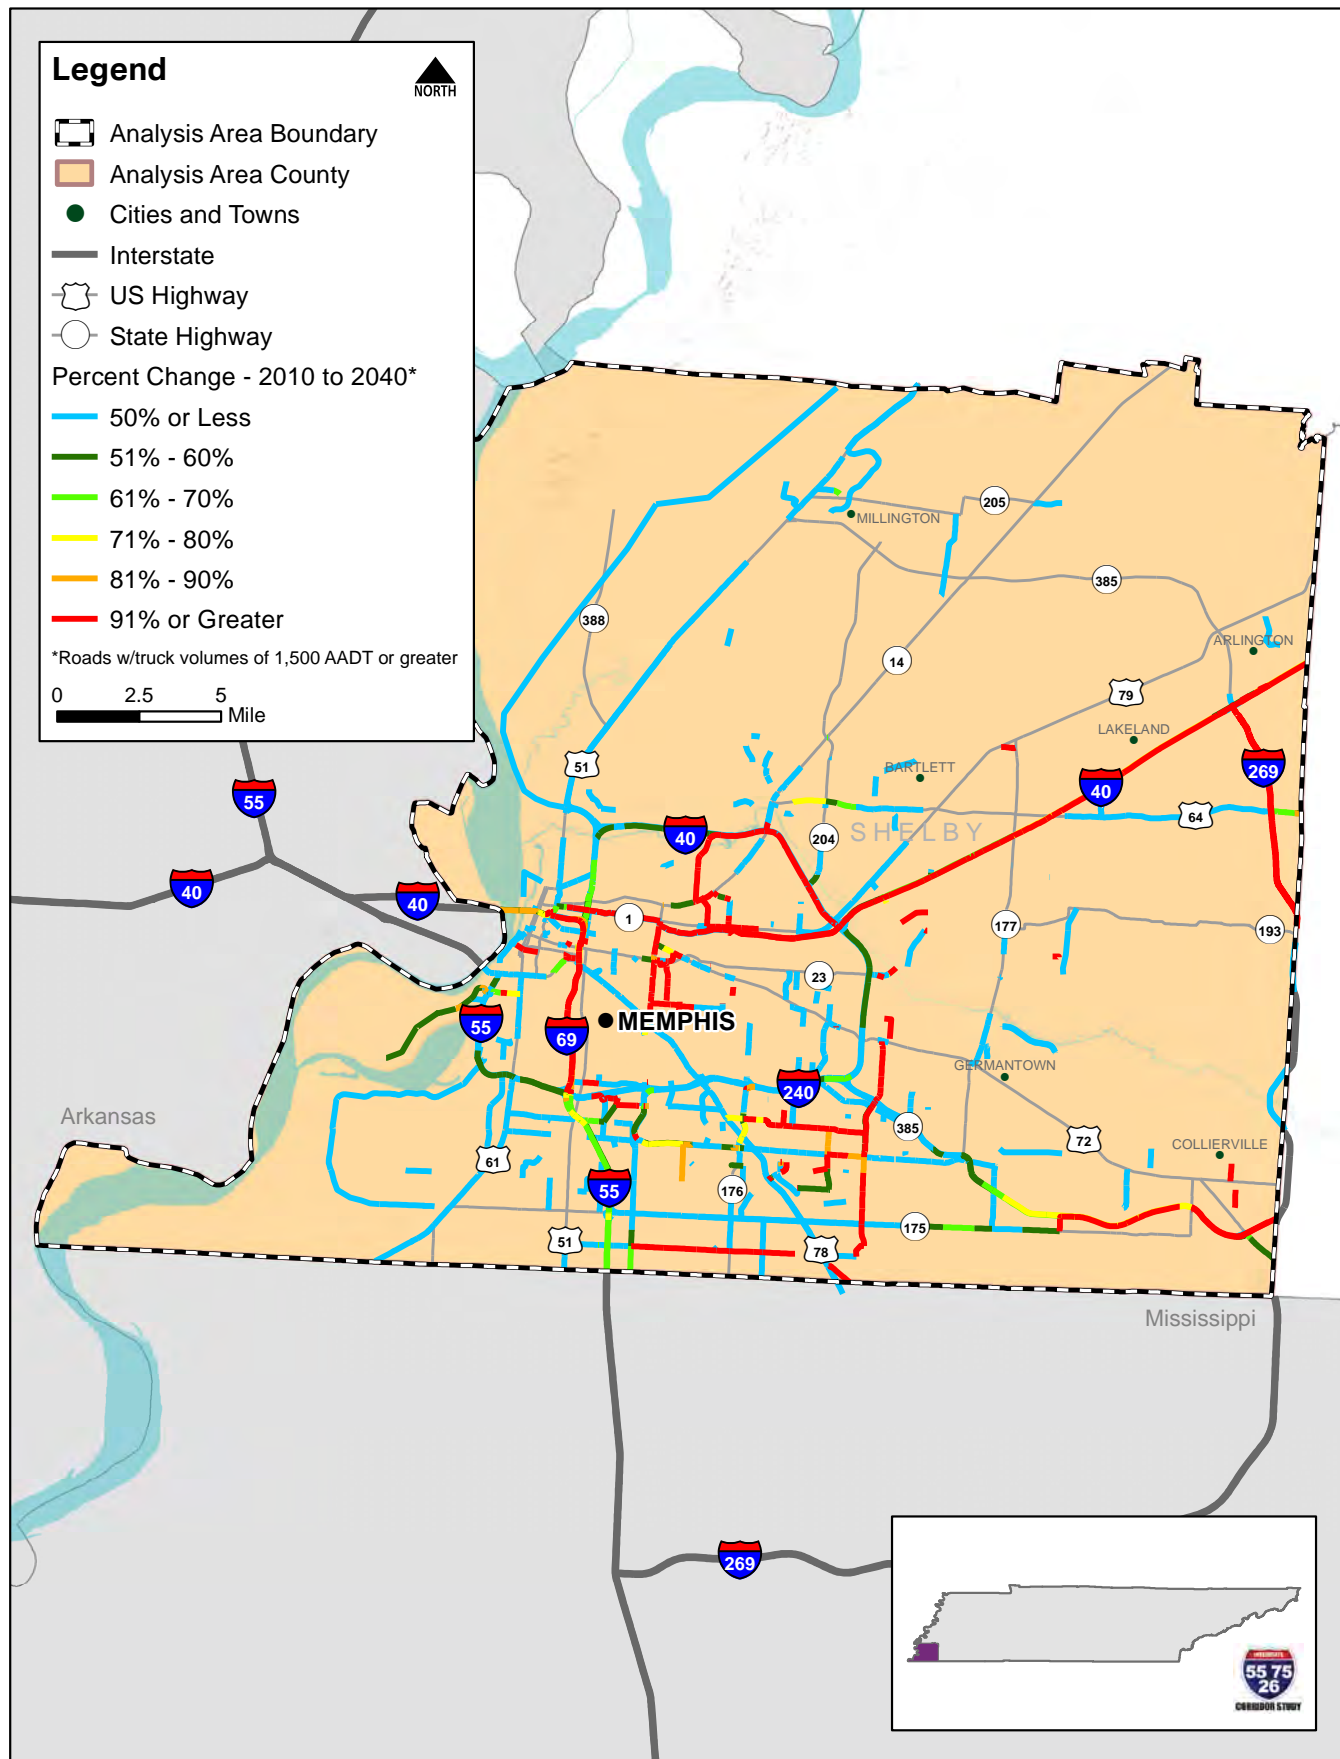 Legend
NORTH
Analysis Area Boundary
Analysis Area County
Cities and Towns
Interstate
US Highway
State Highway
Percent Change - 2010 to 2040*
50% or Less
51% - 60%
61% - 70%
71% - 80%
81% - 90%
91% or Greater
*Roads w/truck volumes of 1,500 AADT or greater
0 2.5 5
Mile
205
MILLINGTON
385
388
ARLINGTON
14
79
LAKELAND
51
BARTLETT
269
55
40
64
40
204
SHELBY
40
40
1
177
193
23
55
69
MEMPHIS
GERMANTOWN
240
Arkansas
385
72
COLLIERVILLE
61
55
176
175
51
78
Mississippi
269
INTERSTATE
55 75
26
CORRIDOR STUDY